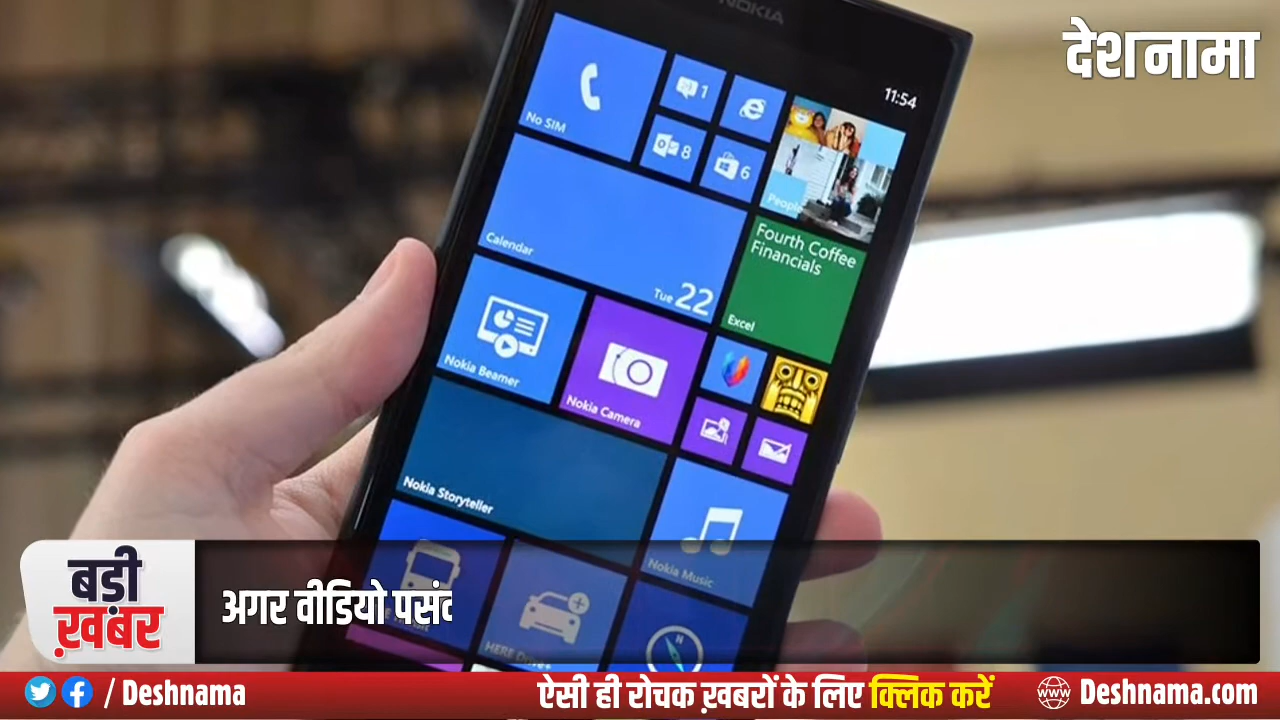 NOKIA
देशनामा
11:54
No SIM
1
8
6
People
Calendar
Tue 22
Fourth Coffee
Financials
Excel
Nokia Beamer
Nokia Camera
Nokia Storyteller
Nokia Music
HERE Drive+
N
बड़ी
ख़बर
अगर वीडियो
/ Deshnama
ऐसी ही रोचक ख़बरों के लिए क्लिक करें
Deshnama.com